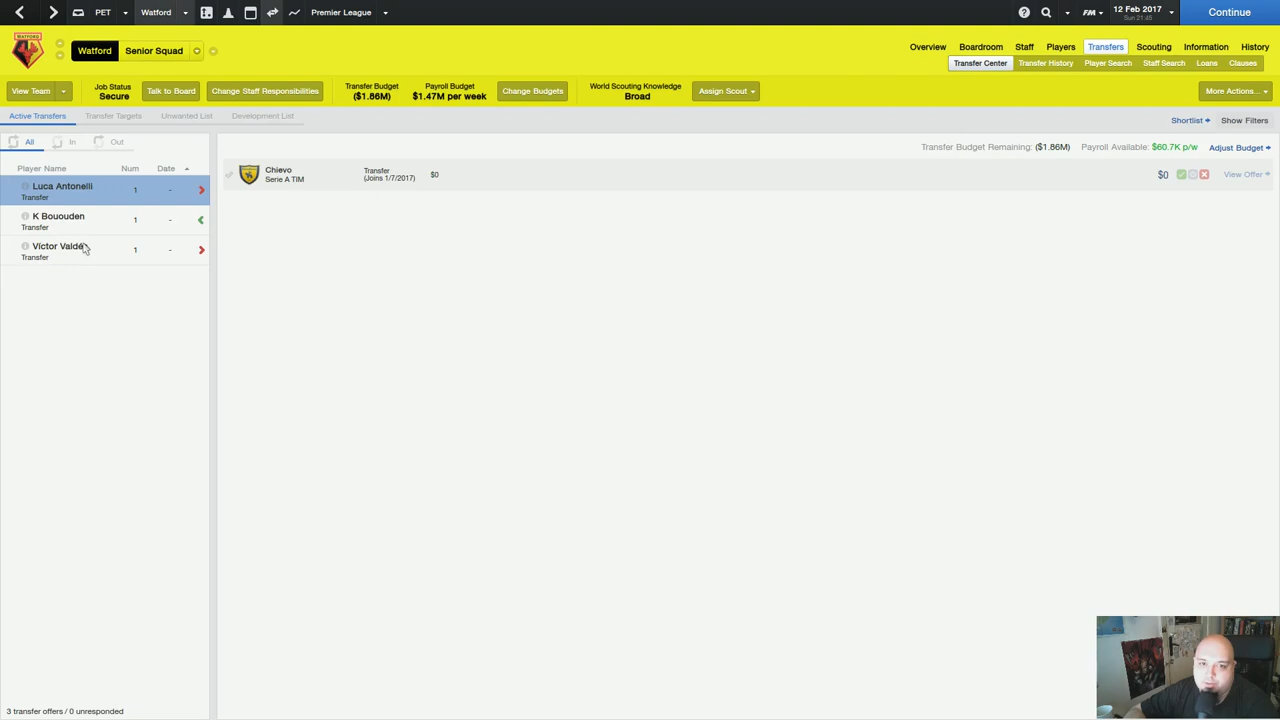 PET
Watford
Premier League
FM
12 Feb 2017
Sun 21:45
Continue
Watford
Senior Squad
Overview
Boardroom
Staff
Players
Transfers
Scouting
Information
History
Transfer Center
Transfer History
Player Search
Staff Search
Loans
Clauses
View Team
Job Status
Secure
Talk to Board
Change Staff Responsibilities
Transfer Budget
($1.86M)
Payroll Budget
$1.47M per week
Change Budgets
World Scouting Knowledge
Broad
Assign Scout
More Actions...
Active Transfers
Transfer Targets
Unwanted List
Development List
Shortlist
Show Filters
All
In
Out
Transfer Budget Remaining: ($1.86M)
Payroll Available: $60.7K p/w
Adjust Budget
Player Name
Num
Date
Luca Antonelli
Transfer
1
-
K Bououden
Transfer
1
-
Víctor Valdé
Transfer
1
-
Chievo
Serie A TIM
Transfer
(Joins 1/7/2017)
$0
$0
View Offer
3 transfer offers / 0 unresponded